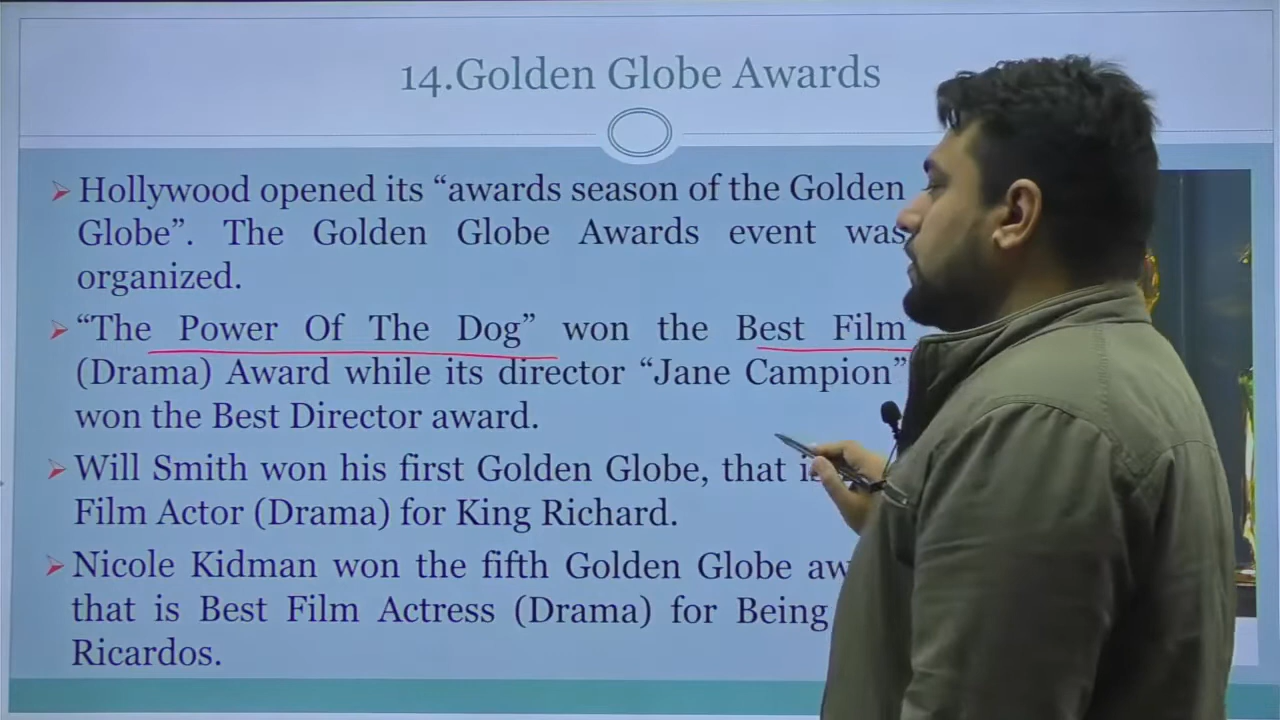 14.Golden Globe Awards
Hollywood opened its “awards season of the Golden
Globe”. The Golden Globe Awards event was
organized.
“The Power Of The Dog” won the Best Film
(Drama) Award while its director “Jane Campion”
won the Best Director award.
Will Smith won his first Golden Globe, that
Film Actor (Drama) for King Richard.
Nicole Kidman won the fifth Golden Globe
that is Best Film Actress (Drama) for Being
Ricardos.